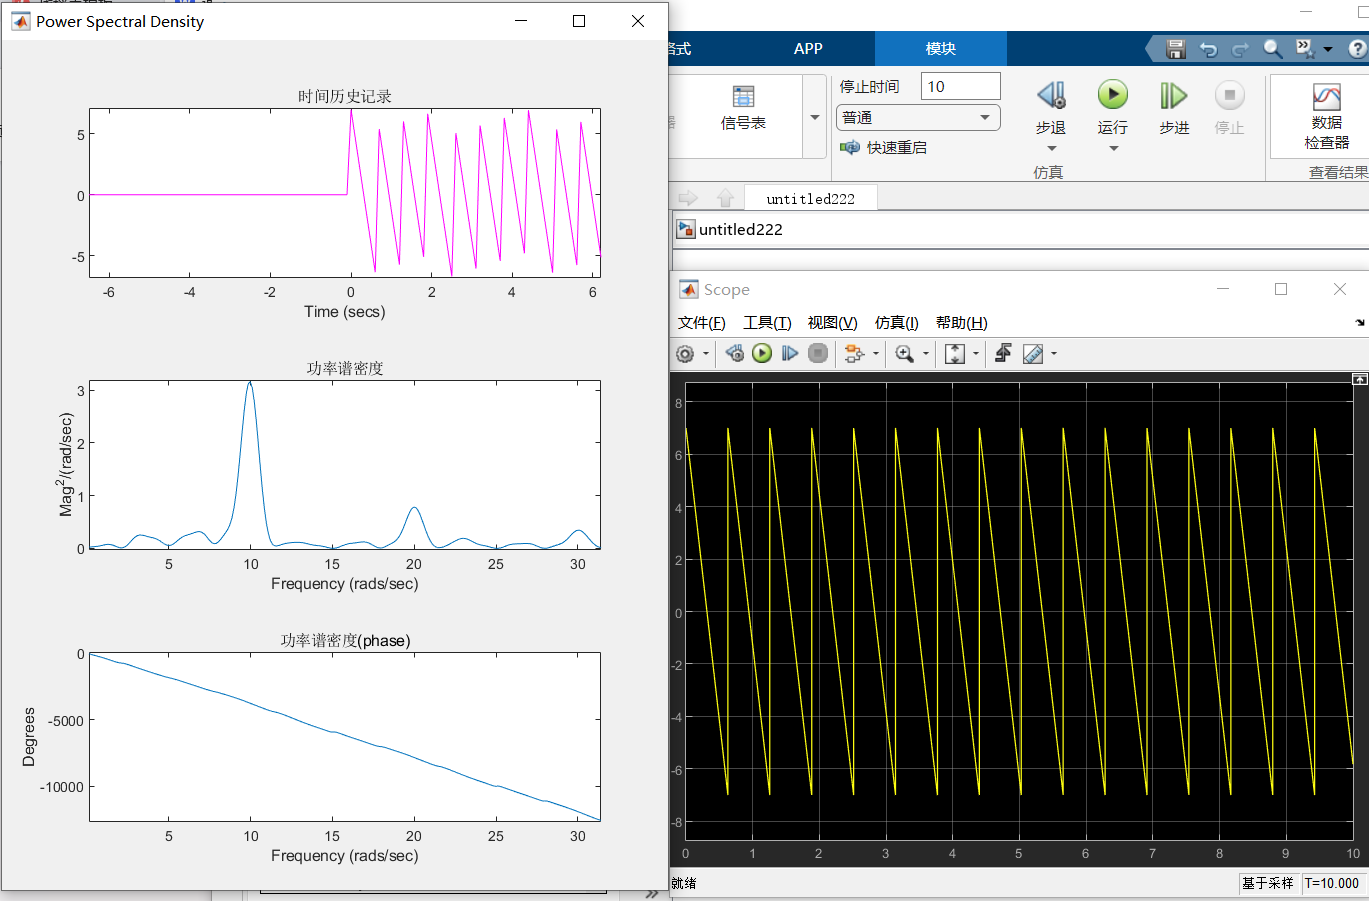 Power Spectral Density
时间历史记录
5
0
-5
-6
-4
-2
0
2
4
6
Time (secs)
功率谱密度
3
2
1
0
Mag²/(rad/sec)
5
10
15
20
25
30
Frequency (rads/sec)
功率谱密度(phase)
0
-5000
-10000
Degrees
5
10
15
20
25
30
Frequency (rads/sec)
格式
APP
模块
信号表
停止时间
10
普通
快速重启
步退
运行
步进
停止
仿真
数据
检查器
查看结果
untitled222
untitled222
Scope
文件(F)
工具(T)
视图(V)
仿真(I)
帮助(H)
8
6
4
2
0
-2
-4
-6
-8
0
1
2
3
4
5
6
7
8
9
10
就绪
基于采样
T=10.000